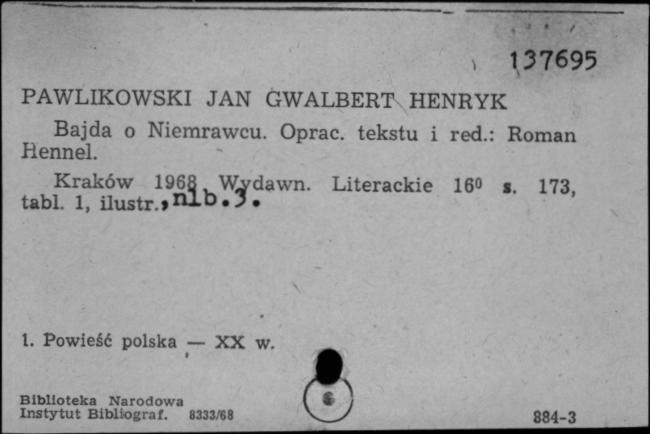 137695
PAWLIKOWSKI JAN GWALBERT HENRYK
Bajda o Niemrawcu. Oprac. tekstu i red.: Roman
Hennel.
Kraków 1968 Wydawn. Literackie 16⁰ s. 173,
tabl. 1, ilustr., nlb.3.
1. Powieść polska — XX w.
Biblioteka Narodowa
Instytut Bibliograf. 8333/68
6
884-3